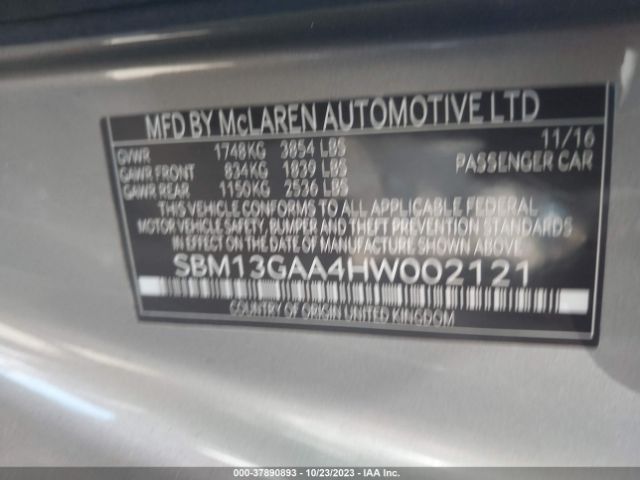 MFD BY McLAREN AUTOMOTIVE LTD
11/16
GVWR 1748KG 3854 LBS PASSENGER CAR
GAWR FRONT 834KG 1839 LBS
GAWR REAR 1150KG 2536 LBS
THIS VEHICLE CONFORMS TO ALL APPLICABLE FEDERAL
MOTOR VEHICLE SAFETY, BUMPER AND THEFT PREVENTION STANDARDS
IN EFFECT ON THE DATE OF MANUFACTURE SHOWN ABOVE.
SBM13GAA4HW002121
COUNTRY OF ORIGIN UNITED KINGDOM
000-37890893 - 10/23/2023 - IAA Inc.